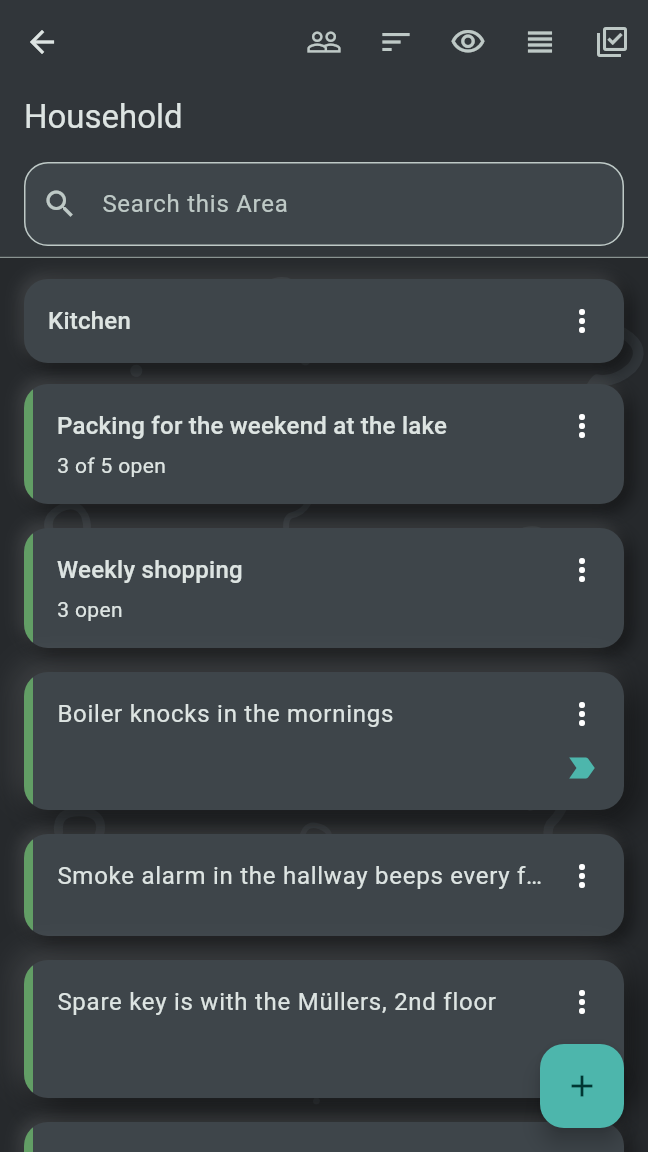 Household
Search this Area
Kitchen
Packing for the weekend at the lake
3 of 5 open
Weekly shopping
3 open
Boiler knocks in the mornings
Smoke alarm in the hallway beeps every f…
Spare key is with the Müllers, 2nd floor